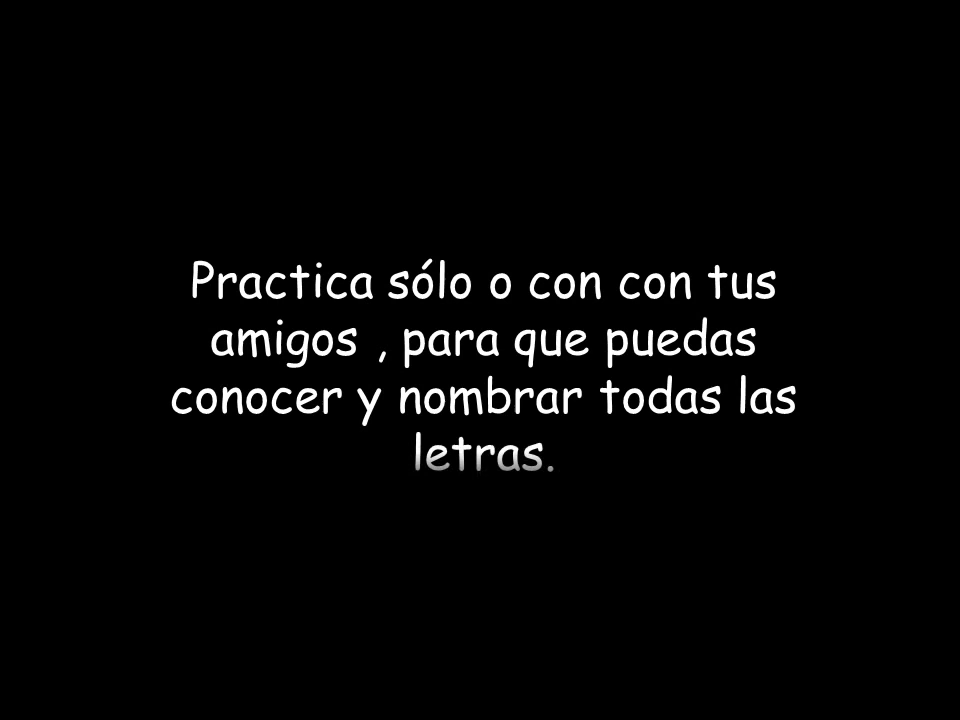 Practica sólo o con con tus
amigos , para que puedas
conocer y nombrar todas las
letras.